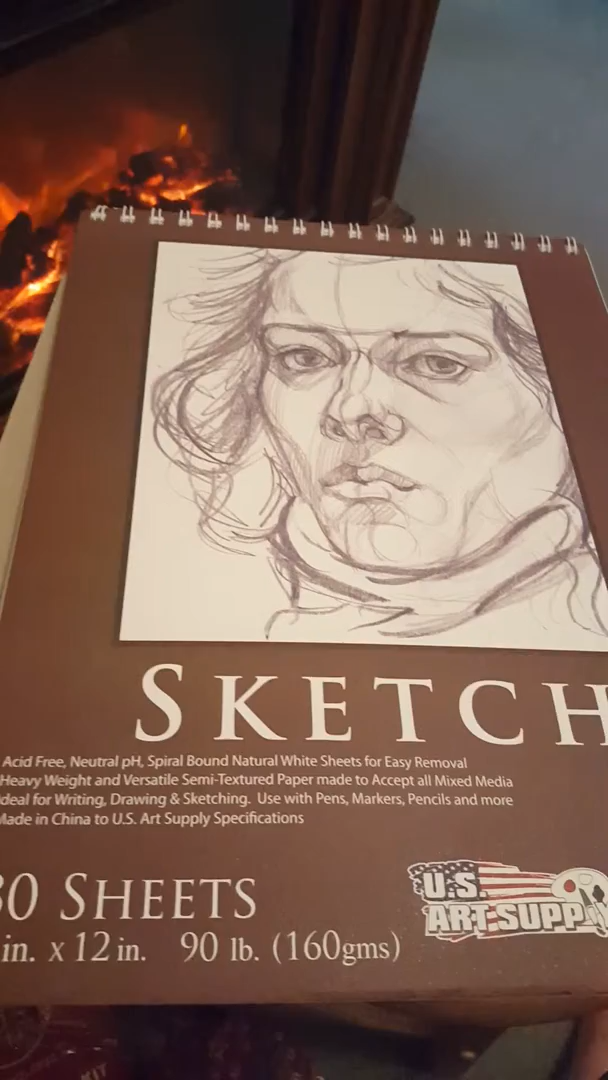 SKETCH
Acid Free, Neutral pH, Spiral Bound Natural White Sheets for Easy Removal
Heavy Weight and Versatile Semi-Textured Paper made to Accept all Mixed Media
deal for Writing, Drawing & Sketching. Use with Pens, Markers, Pencils and more
Made in China to U.S. Art Supply Specifications
30 SHEETS
in. x 12 in. 90 lb. (160gms)
U.S.
ART SUPP
KIT